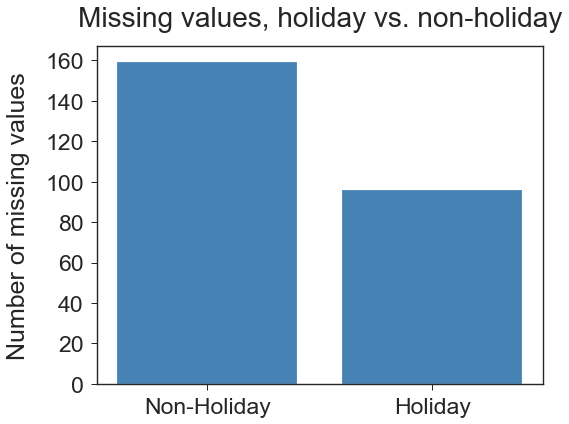 Missing values, holiday vs. non-holiday
Number of missing values
160
140
120
100
80
60
40
20
0
Non-Holiday
Holiday